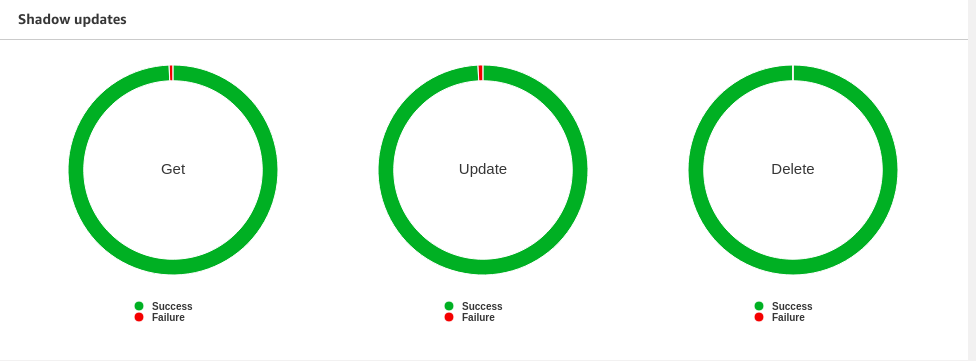 Shadow updates
Get
Update
Delete
Success
Failure
Success
Failure
Success
Failure